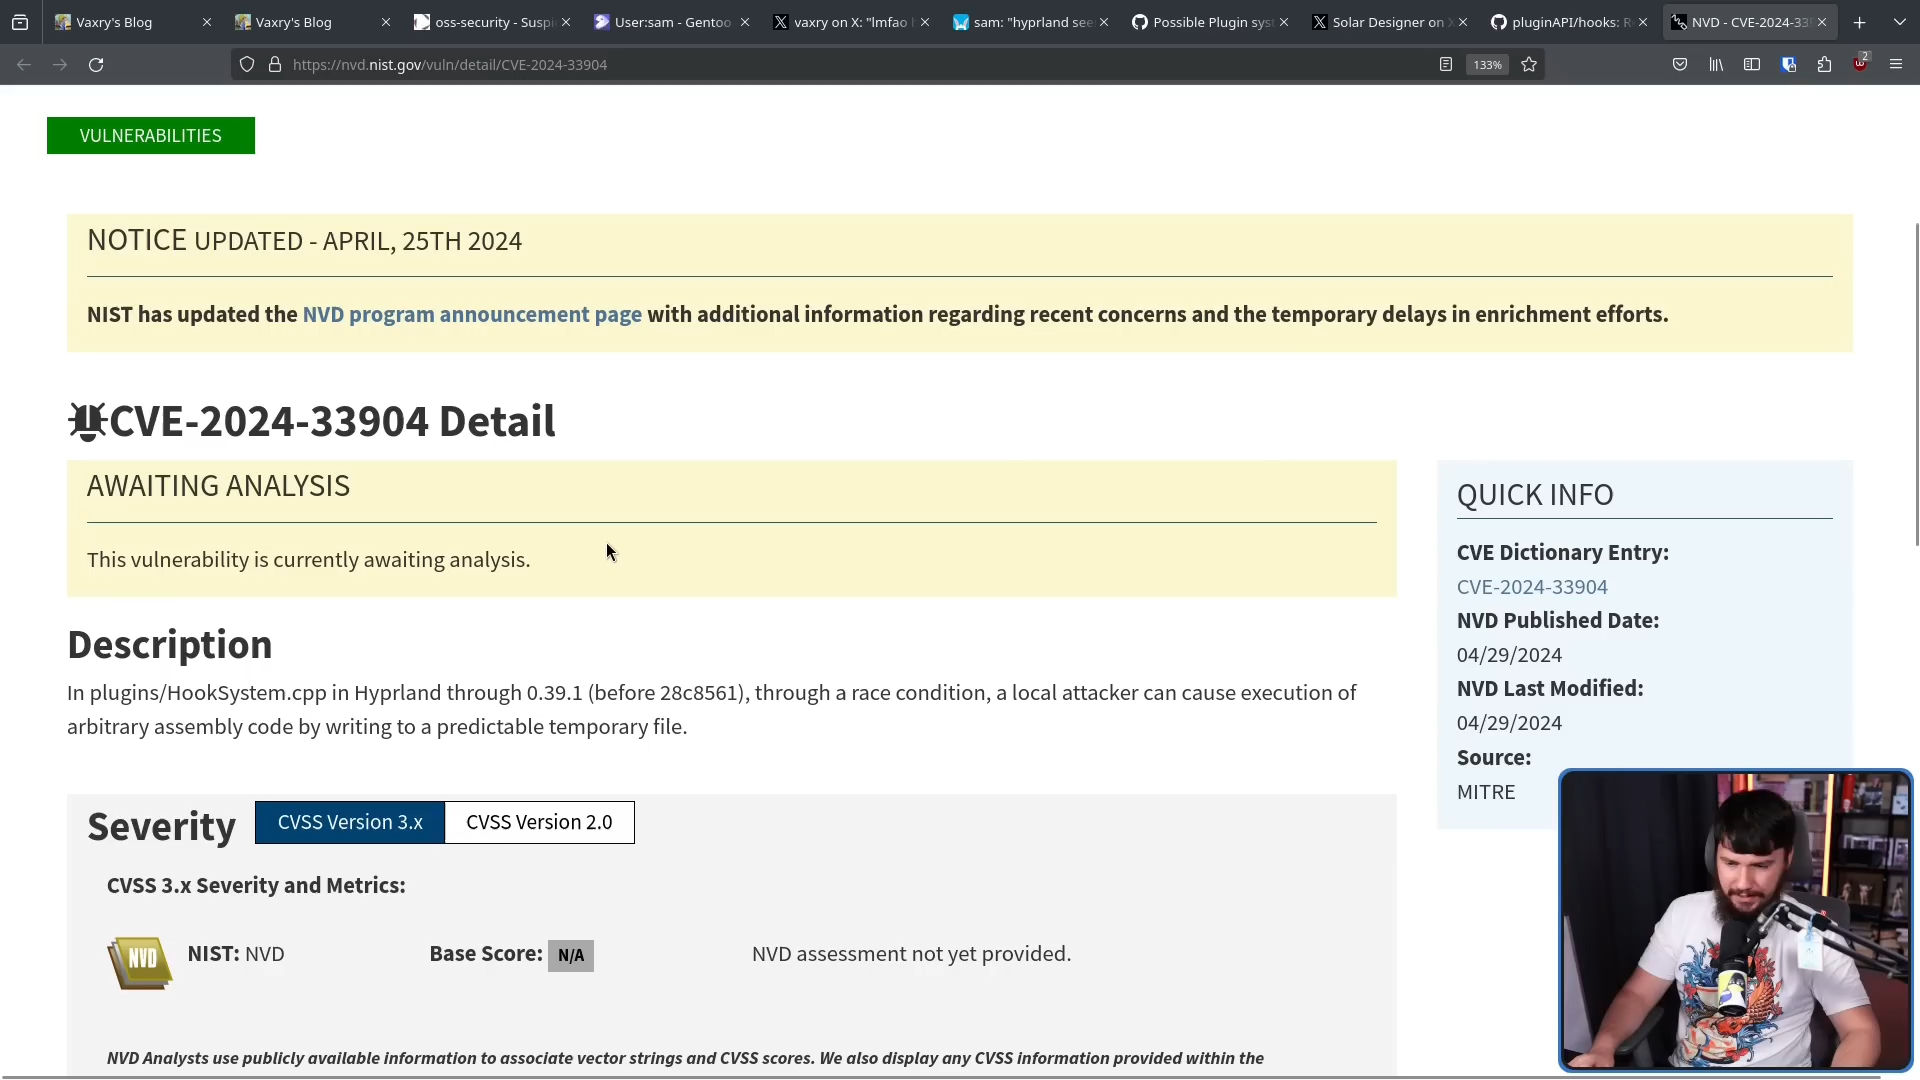 Vaxry's Blog
Vaxry's Blog
oss-security - Suspi
User:sam - Gentoo
vaxry on X: "lmfao
sam: "hyprland see
Possible Plugin sys
Solar Designer on X
pluginAPI/hooks: R
NVD - CVE-2024-33
https://nvd.nist.gov/vuln/detail/CVE-2024-33904
133%
2
VULNERABILITIES
NOTICE UPDATED - APRIL, 25TH 2024
NIST has updated the NVD program announcement page with additional information regarding recent concerns and the temporary delays in enrichment efforts.
CVE-2024-33904 Detail
AWAITING ANALYSIS
This vulnerability is currently awaiting analysis.
Description
In plugins/HookSystem.cpp in Hyprland through 0.39.1 (before 28c8561), through a race condition, a local attacker can cause execution of
arbitrary assembly code by writing to a predictable temporary file.
QUICK INFO
CVE Dictionary Entry:
CVE-2024-33904
NVD Published Date:
04/29/2024
NVD Last Modified:
04/29/2024
Source:
MITRE
Severity
CVSS Version 3.x
CVSS Version 2.0
CVSS 3.x Severity and Metrics:
NVD
NIST: NVD
Base Score: N/A
NVD assessment not yet provided.
NVD Analysts use publicly available information to associate vector strings and CVSS scores. We also display any CVSS information provided within the